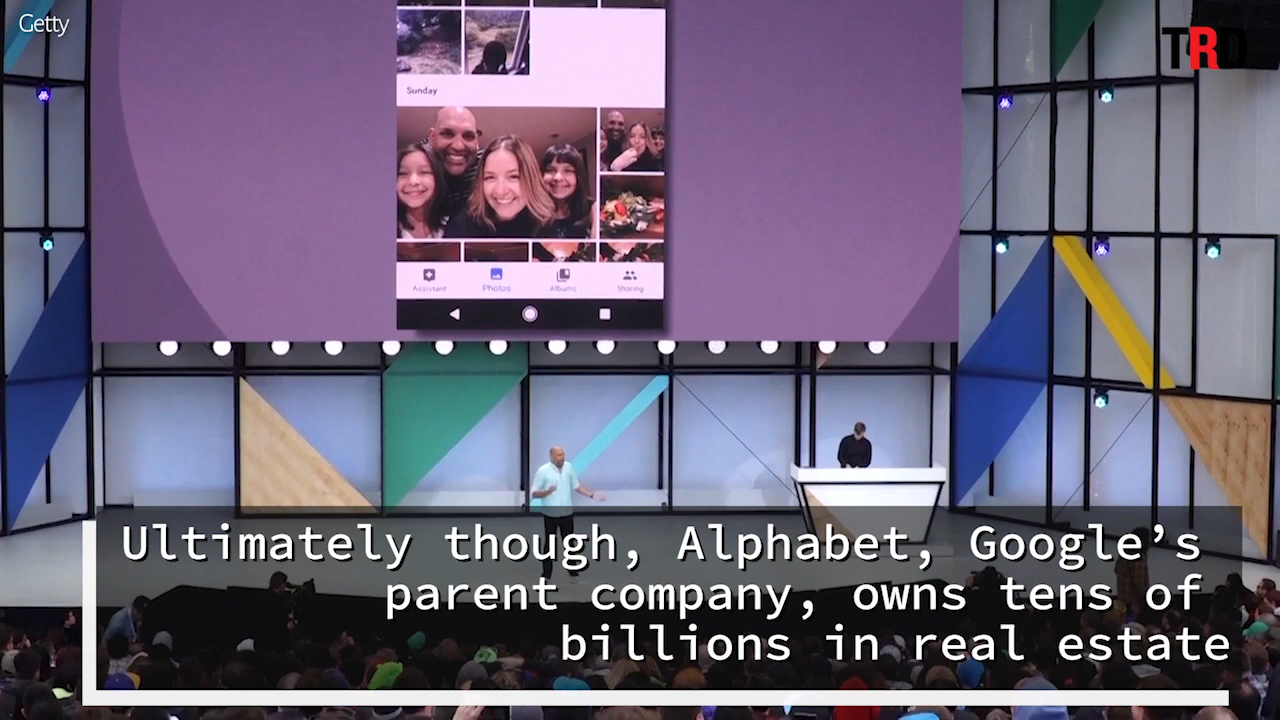 Getty
TRD
Sunday
Assistant
Photos
Albums
Sharing
Ultimately though, Alphabet, Google’s
parent company, owns tens of
billions in real estate